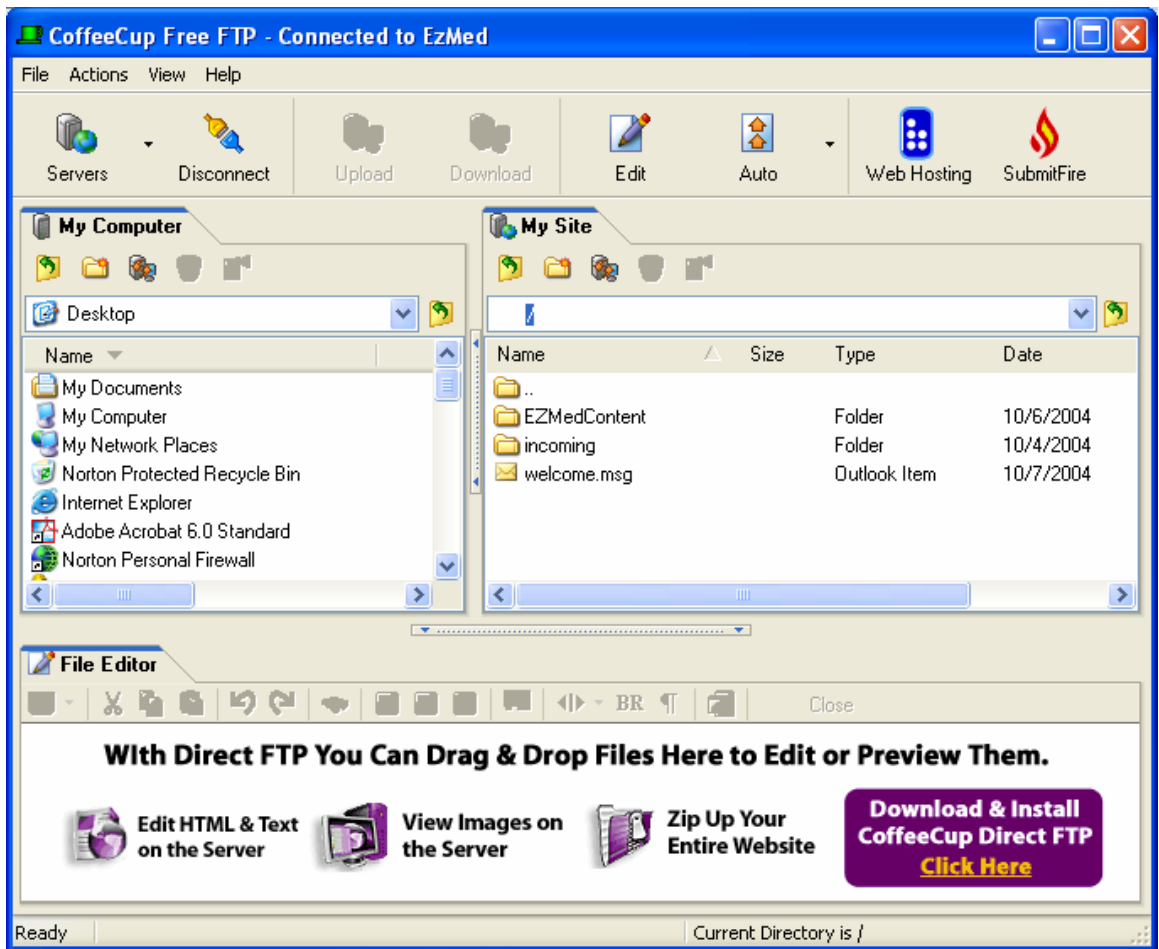 CoffeeCup Free FTP - Connected to EzMed
File Actions View Help
Servers Disconnect Upload Download Edit Auto Web Hosting SubmitFire
My Computer
Desktop
Name
My Documents
My Computer
My Network Places
Norton Protected Recycle Bin
Internet Explorer
Adobe Acrobat 6.0 Standard
Norton Personal Firewall
My Site
/
Name Size Type Date
..
EZMedContent Folder 10/6/2004
incoming Folder 10/4/2004
welcome.msg Outlook Item 10/7/2004
File Editor
BR ¶ Close
WIth Direct FTP You Can Drag & Drop Files Here to Edit or Preview Them.
Edit HTML & Text
on the Server
View Images on
the Server
Zip Up Your
Entire Website
Download & Install
CoffeeCup Direct FTP
Click Here
Ready Current Directory is /